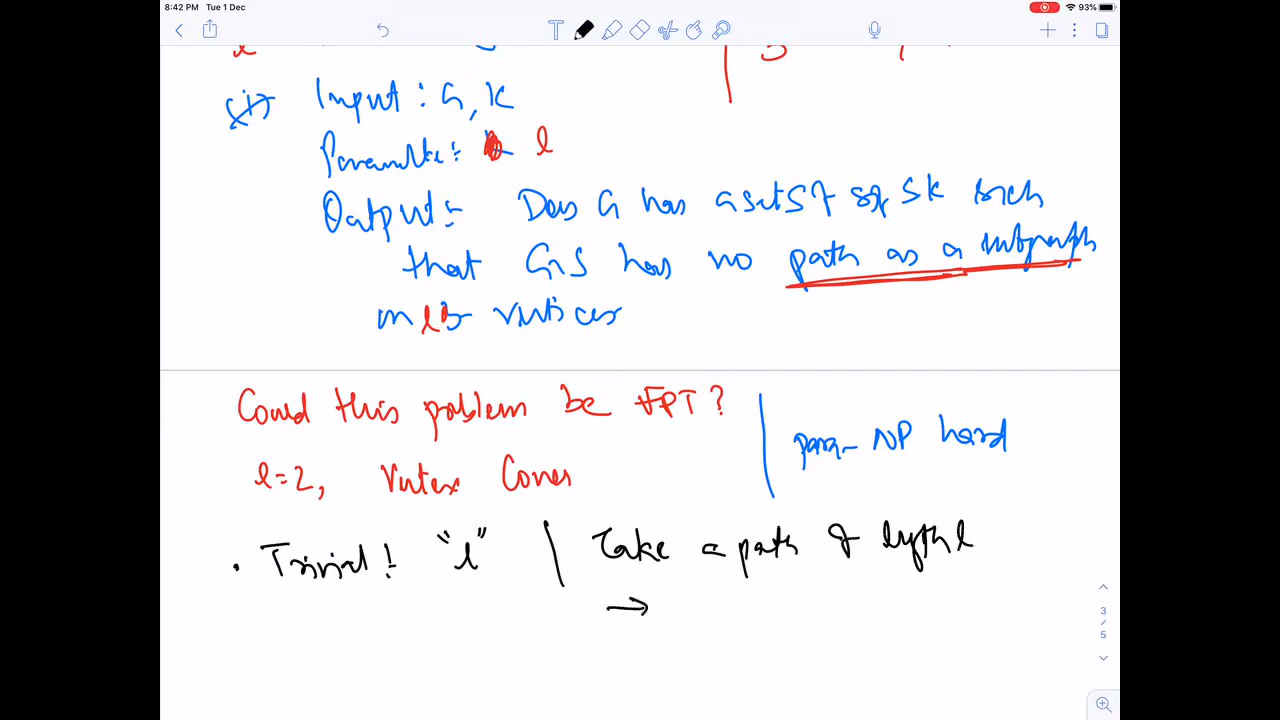 8:42 PM Tue 1 Dec 93%
l
(ii) Input : G, K
Parameter : l
Output : Does G has a set S of size ≤ k such
that G\S has no path as a subgraph
on l vertices
Could this problem be FPT?
para-NP hard
l=2, Vertex Cover
. Trivial! "l" Take a path of length l
→
3
/
5